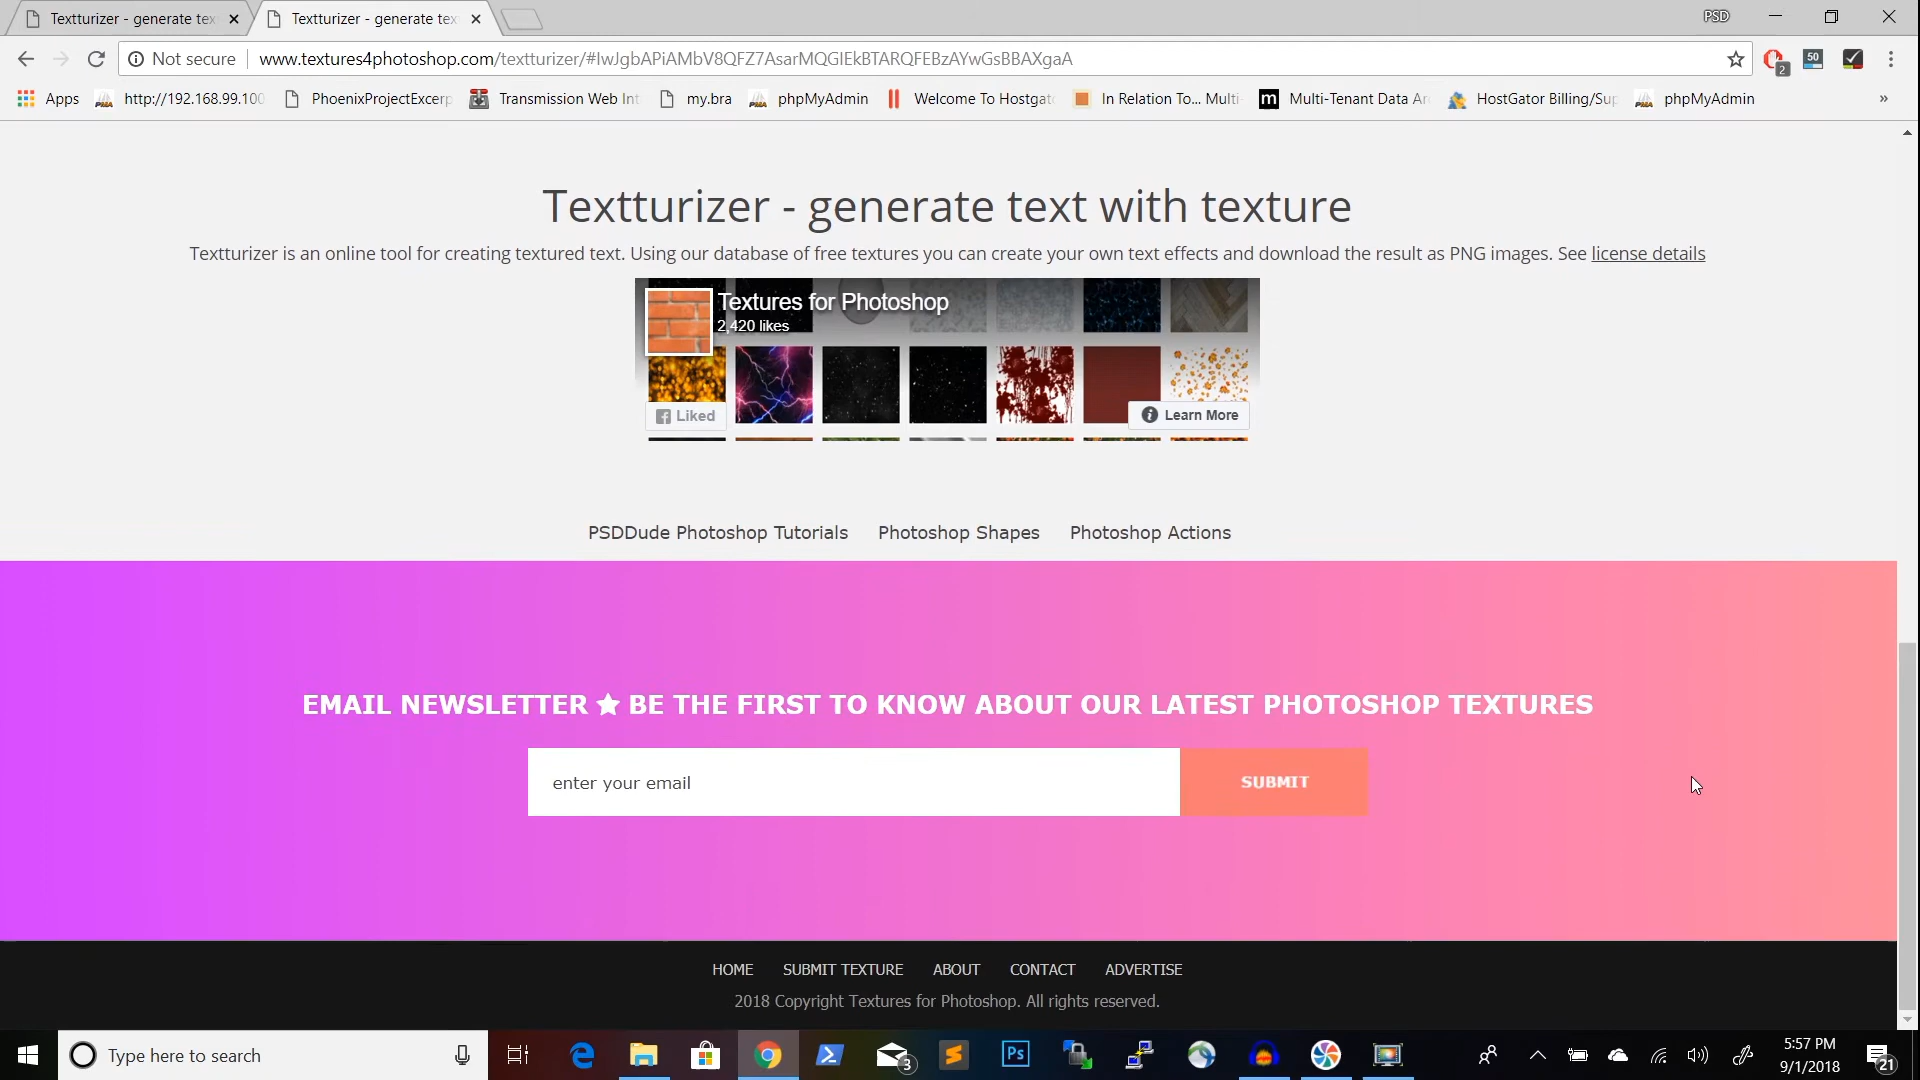 Textturizer - generate tex
Textturizer - generate tex
PSD
Not secure
www.textures4photoshop.com/textturizer/#IwJgbAPiAMbV8QFZ7AsarMQGIEkBTARQFEBzAYwGsBBAXgaA
2
50
Apps
http://192.168.99.100
PhoenixProjectExcerp
Transmission Web Int
my.bra
phpMyAdmin
Welcome To Hostgat
In Relation To... Multi
m
Multi-Tenant Data Ar
HostGator Billing/Sup
phpMyAdmin
»
Textturizer - generate text with texture
Textturizer is an online tool for creating textured text. Using our database of free textures you can create your own text effects and download the result as PNG images. See license details
Textures for Photoshop
2,420 likes
Liked
Learn More
PSDDude Photoshop Tutorials
Photoshop Shapes
Photoshop Actions
EMAIL NEWSLETTER ★ BE THE FIRST TO KNOW ABOUT OUR LATEST PHOTOSHOP TEXTURES
enter your email
SUBMIT
HOME
SUBMIT TEXTURE
ABOUT
CONTACT
ADVERTISE
2018 Copyright Textures for Photoshop. All rights reserved.
Type here to search
3
Ps
5:57 PM
9/1/2018
21